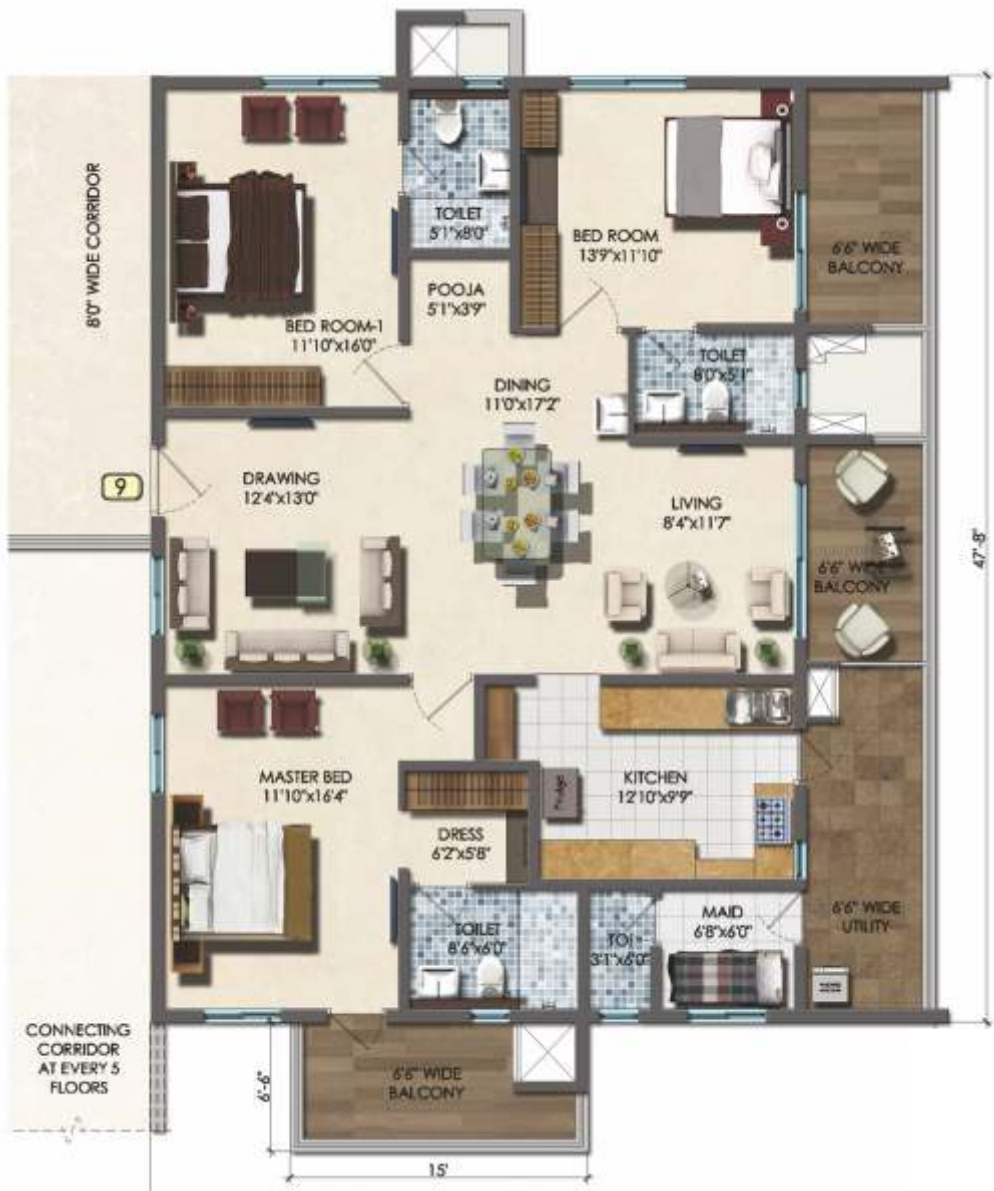 8'0" WIDE CORRIDOR
TOILET
5'1"x8'0"
BED ROOM
13'9"x11'10"
6'6" WIDE
BALCONY
POOJA
5'1"x3'9"
BED ROOM-1
11'10"x16'0"
TOILET
8'0"x5'1"
DINING
11'0"x17'2"
9
DRAWING
12'4"x13'0"
LIVING
8'4"x11'7"
6'6" WIDE
BALCONY
47'-8"
MASTER BED
11'10"x16'4"
KITCHEN
12'10"x9'9"
Fridge
DRESS
6'2"x5'8"
TOILET
8'6"x6'0"
TOI
3'1"x6'0"
MAID
6'8"x6'0"
6'6" WIDE
UTILITY
CONNECTING
CORRIDOR
AT EVERY 5
FLOORS
6'-6"
6'6" WIDE
BALCONY
15'